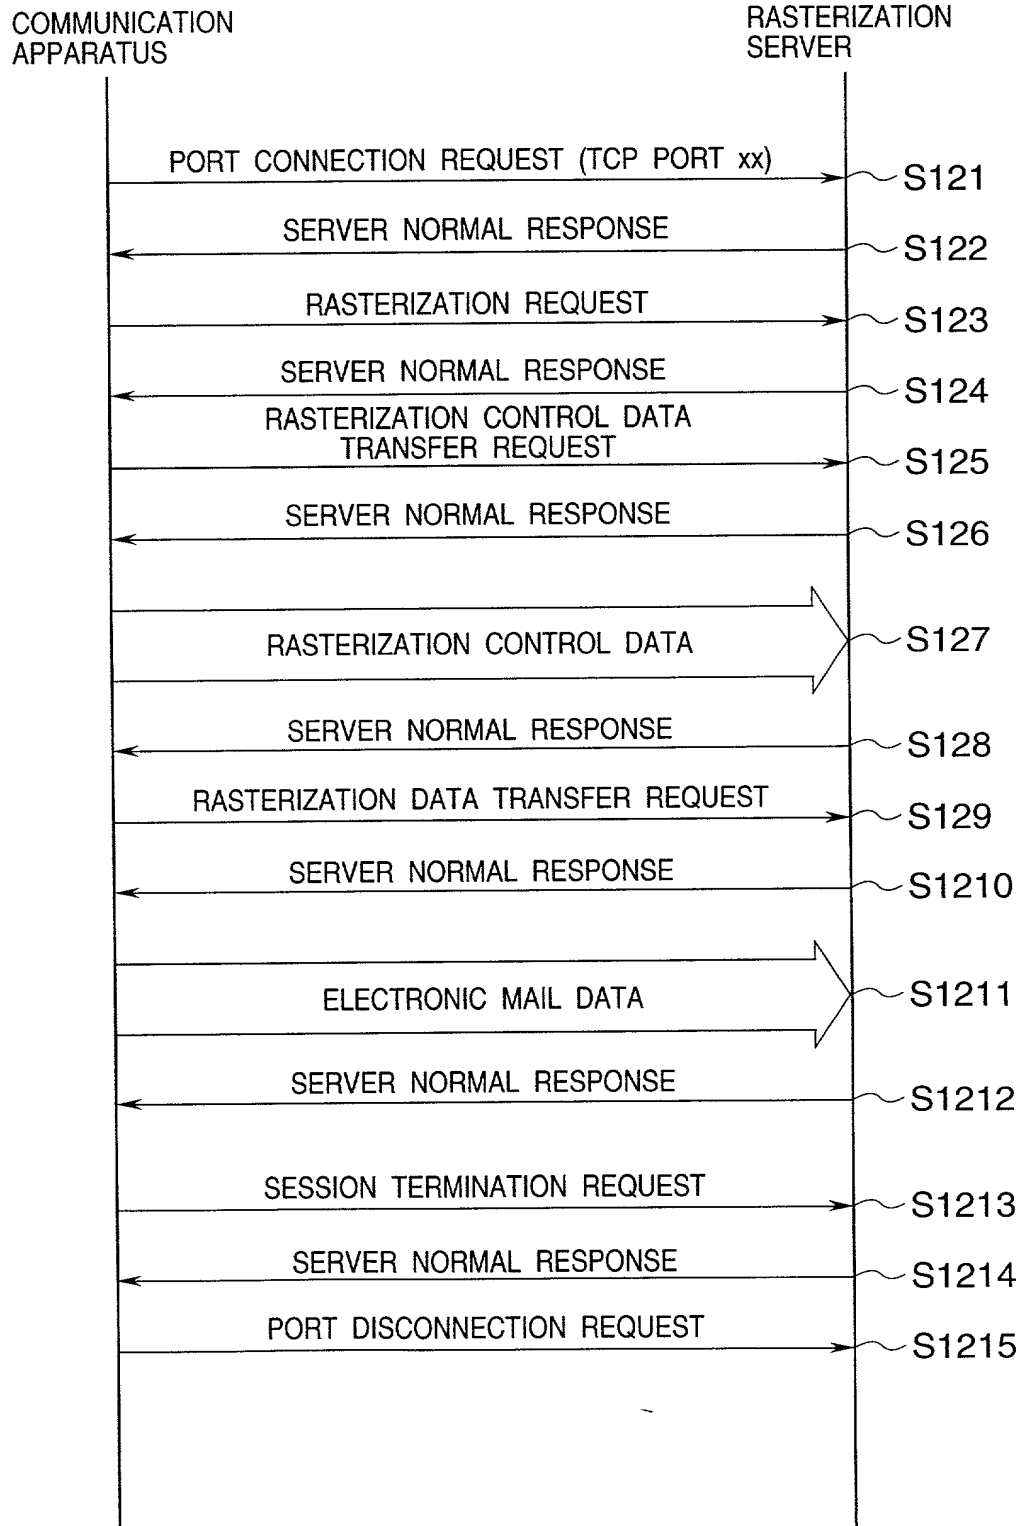 COMMUNICATION
APPARATUS
RASTERIZATION
SERVER
PORT CONNECTION REQUEST (TCP PORT xx)
S121
SERVER NORMAL RESPONSE
S122
RASTERIZATION REQUEST
S123
SERVER NORMAL RESPONSE
S124
RASTERIZATION CONTROL DATA
TRANSFER REQUEST
S125
SERVER NORMAL RESPONSE
S126
RASTERIZATION CONTROL DATA
S127
SERVER NORMAL RESPONSE
S128
RASTERIZATION DATA TRANSFER REQUEST
S129
SERVER NORMAL RESPONSE
S1210
ELECTRONIC MAIL DATA
S1211
SERVER NORMAL RESPONSE
S1212
SESSION TERMINATION REQUEST
S1213
SERVER NORMAL RESPONSE
S1214
PORT DISCONNECTION REQUEST
S1215